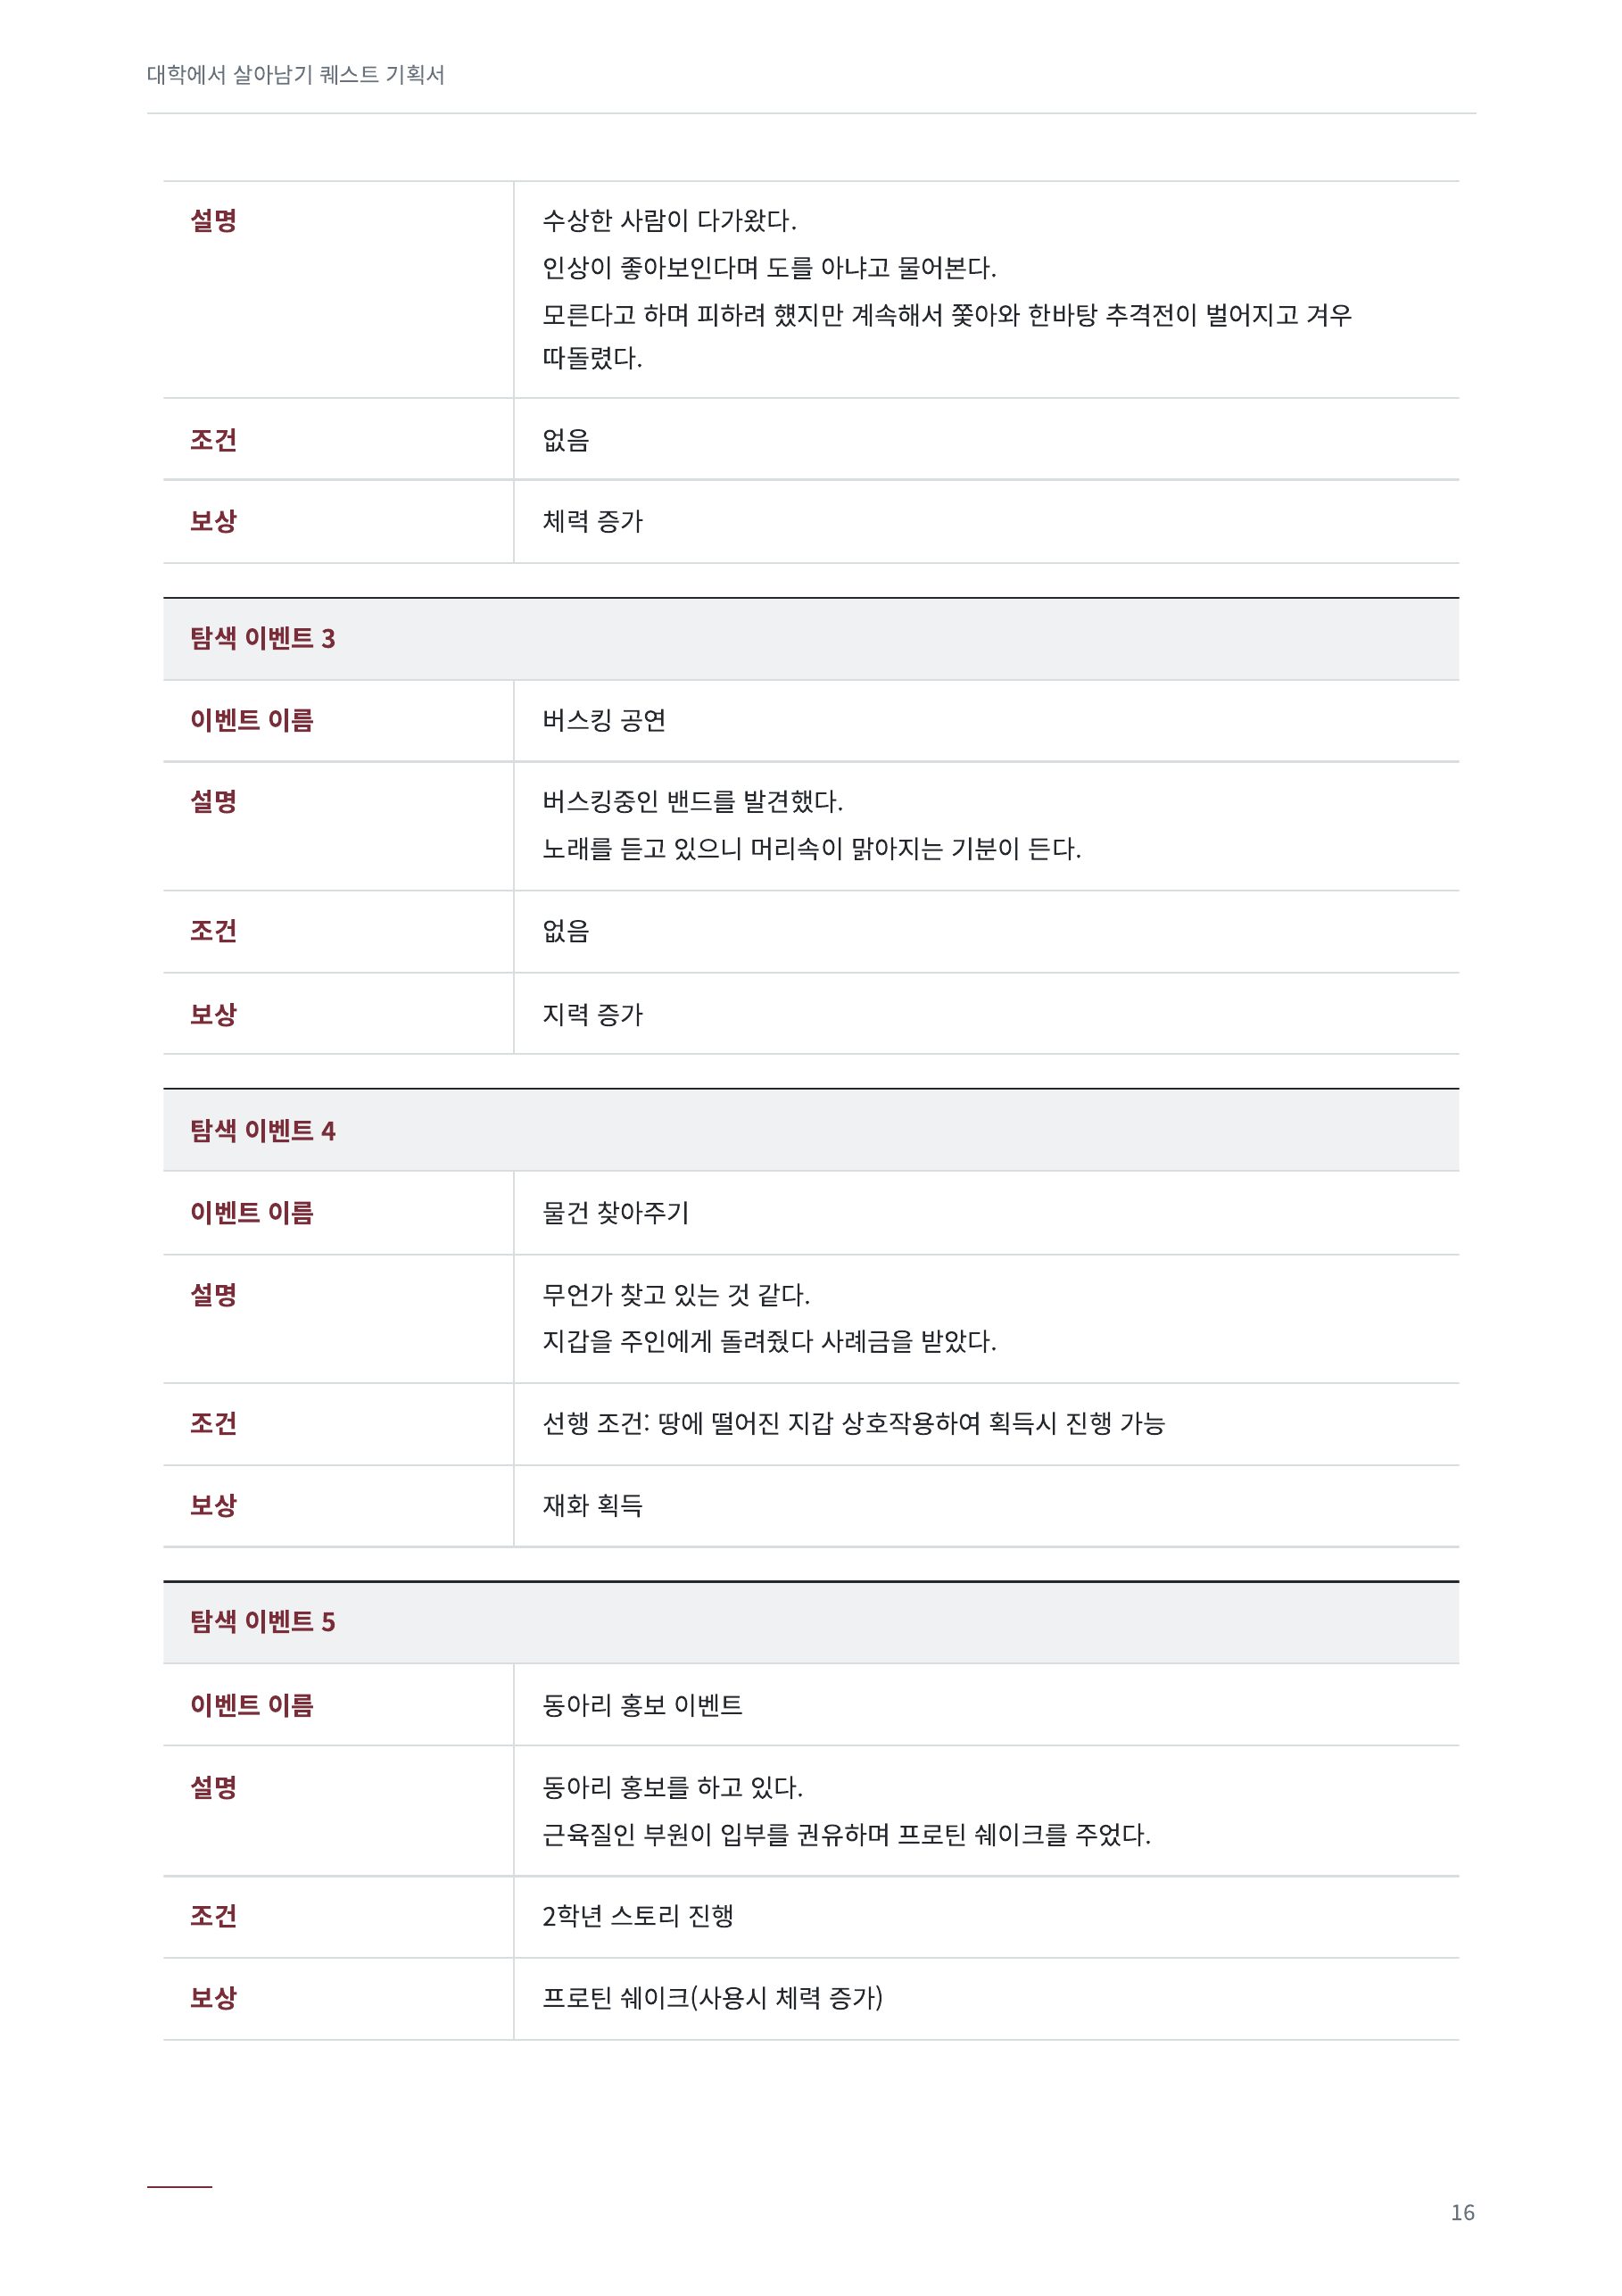 대학에서 살아남기 퀘스트 기획서
설명
수상한 사람이 다가왔다.
인상이 좋아보인다며 도를 아냐고 물어본다.
모른다고 하며 피하려 했지만 계속해서 쫓아와 한바탕 추격전이 벌어지고 겨우
따돌렸다.
조건
없음
보상
체력 증가
탐색 이벤트 3
이벤트 이름
버스킹 공연
설명
버스킹중인 밴드를 발견했다.
노래를 듣고 있으니 머리속이 맑아지는 기분이 든다.
조건
없음
보상
지력 증가
탐색 이벤트 4
이벤트 이름
물건 찾아주기
설명
무언가 찾고 있는 것 같다.
지갑을 주인에게 돌려줬다 사례금을 받았다.
조건
선행 조건: 땅에 떨어진 지갑 상호작용하여 획득시 진행 가능
보상
재화 획득
탐색 이벤트 5
이벤트 이름
동아리 홍보 이벤트
설명
동아리 홍보를 하고 있다.
근육질인 부원이 입부를 권유하며 프로틴 쉐이크를 주었다.
조건
2학년 스토리 진행
보상
프로틴 쉐이크(사용시 체력 증가)
16